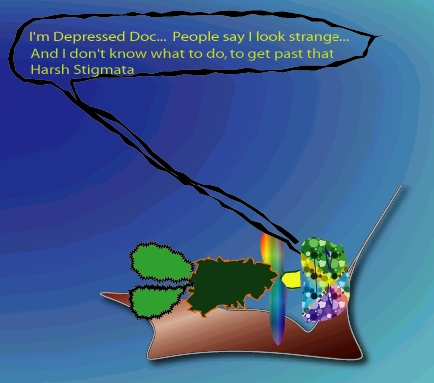 I'm Depressed Doc... People say I look strange...
And I don't know what to do, to get past that
Harsh Stigmata